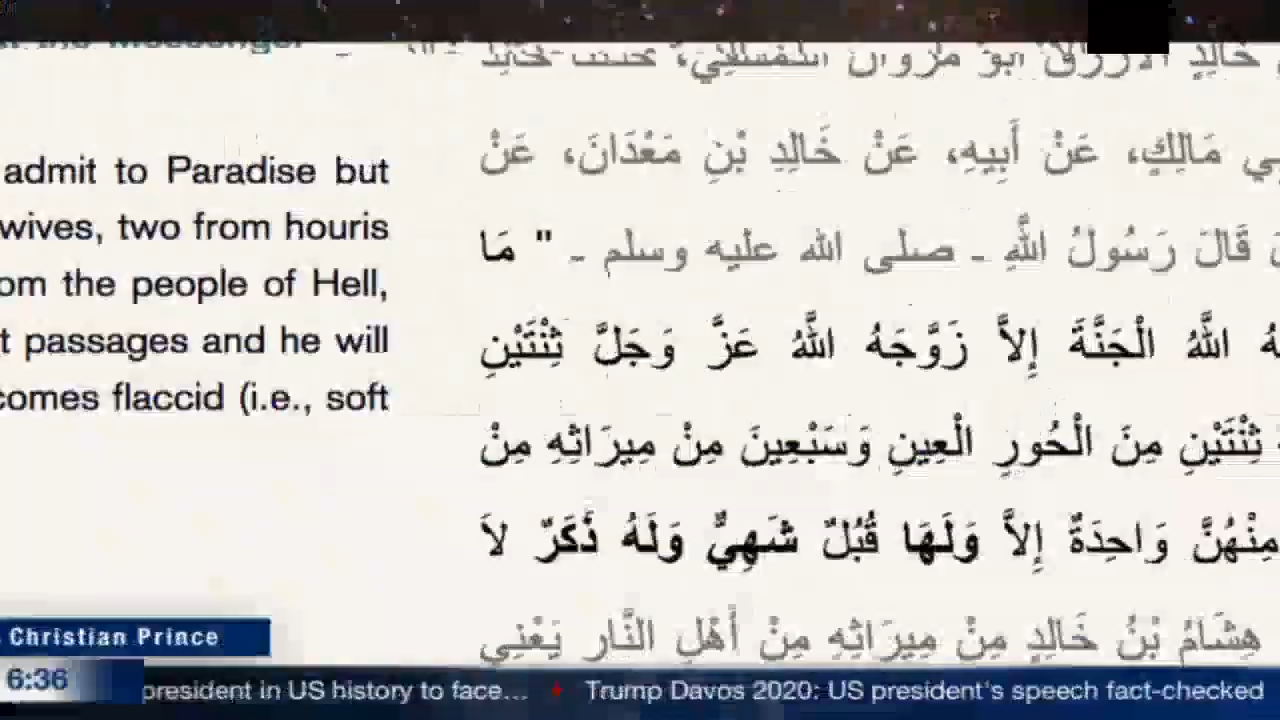 admit to Paradise but
wives, two from houris
om the people of Hell,
t passages and he will
comes flaccid (i.e., soft
مَالِكٍ، عَنْ أَبِيهِ، عَنْ خَالِدِ بْنِ مَعْدَانَ، عَنْ
قَالَ رَسُولُ اللَّهِ ـ صلى الله عليه وسلم ـ " مَا
اللَّهُ الْجَنَّةَ إِلاَّ زَوَّجَهُ اللَّهُ عَزَّ وَجَلَّ ثِنْتَيْنِ
ثِنْتَيْنِ مِنَ الْحُورِ الْعِينِ وَسَبْعِينَ مِنْ مِيرَاثِهِ مِنْ
مِنْهُنَّ وَاحِدَةٌ إِلاَّ وَلَهَا قُبُلٌ شَهِيٌّ وَلَهُ ذَكَرٌ لاَ
هِشَامُ بْنُ خَالِدٍ مِنْ مِيرَاثِهِ مِنْ أَهْلِ النَّارِ يَعْنِي
Christian Prince
6:36
president in US history to face... Trump Davos 2020: US president's speech fact-checked